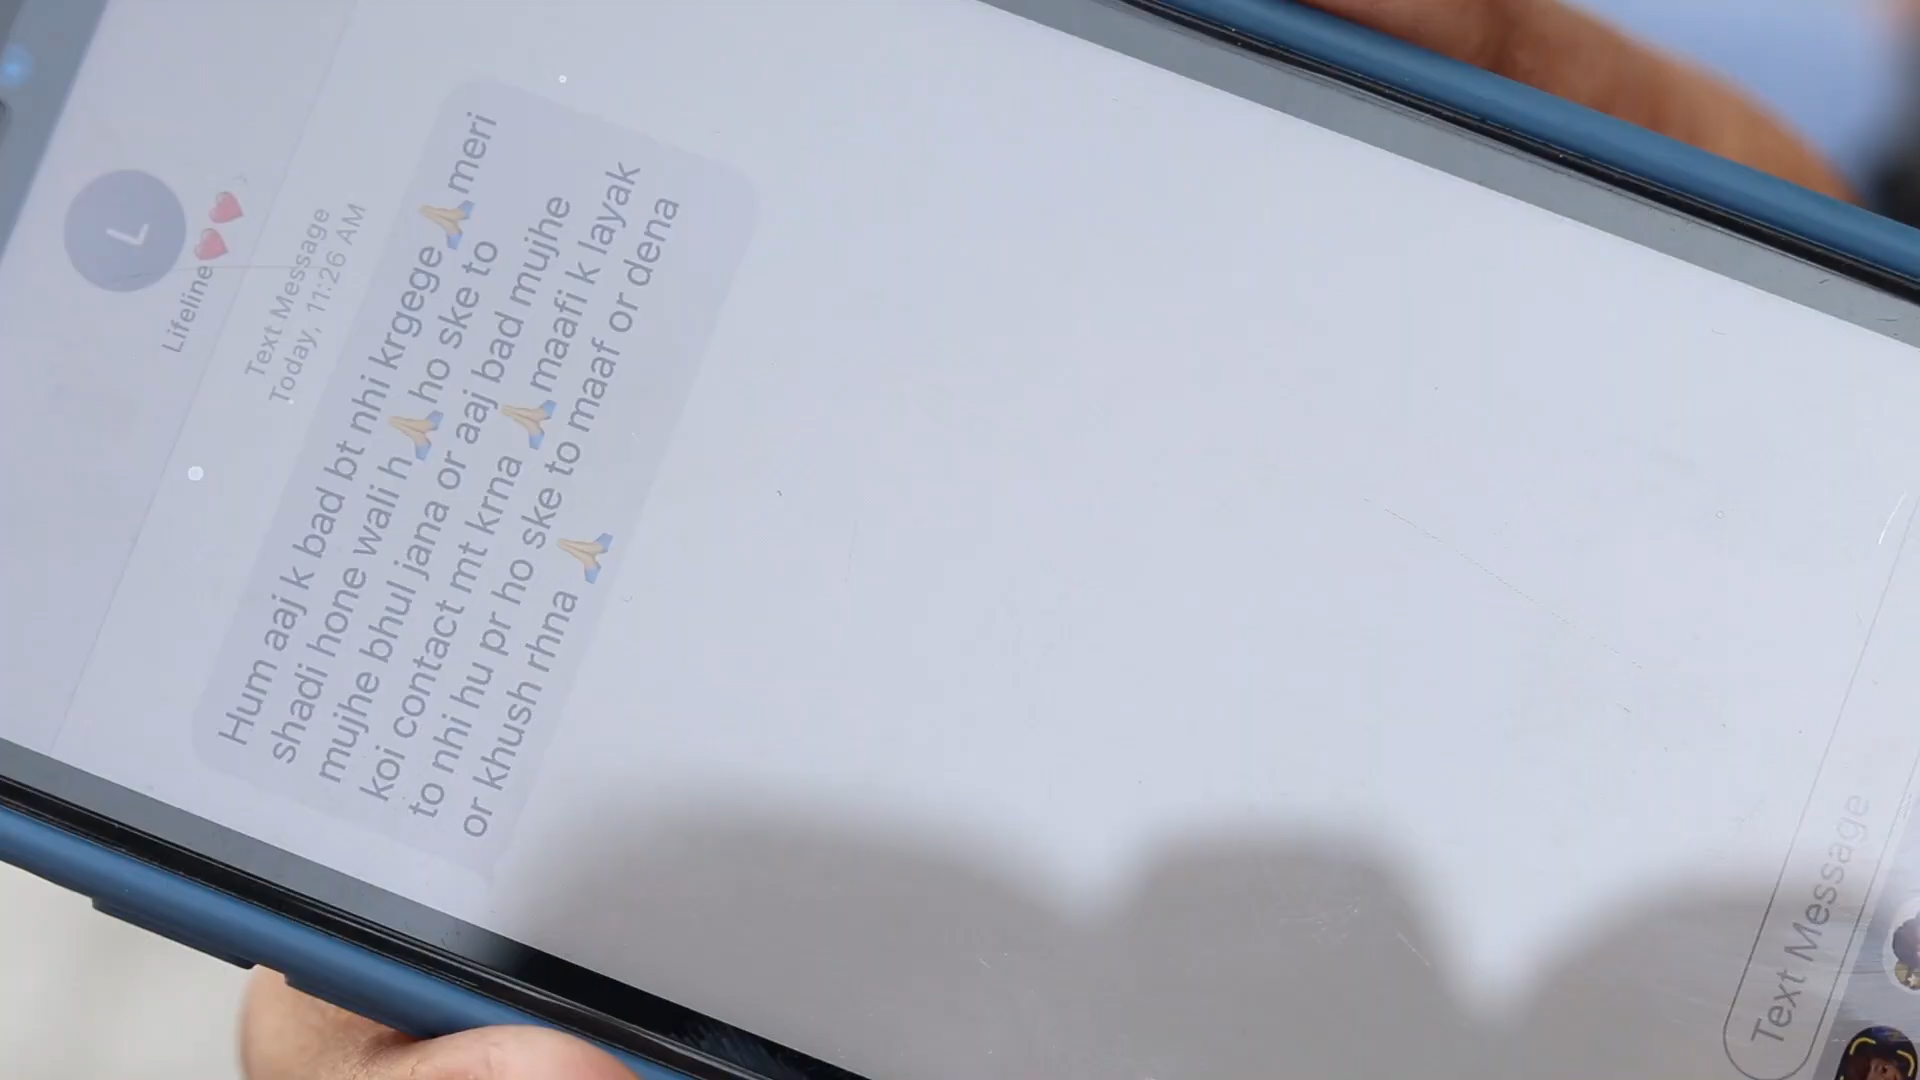 L
Lifeline❤️❤️
Text Message
Today, 11:26 AM
Hum aaj k bad bt nhi krgege🙏🏼meri
shadi hone wali h🙏🏼ho ske to
mujhe bhul jana or aaj bad mujhe
koi contact mt krna 🙏🏼maafi k layak
to nhi hu pr ho ske to maaf or dena
or khush rhna 🙏🏼
Text Message